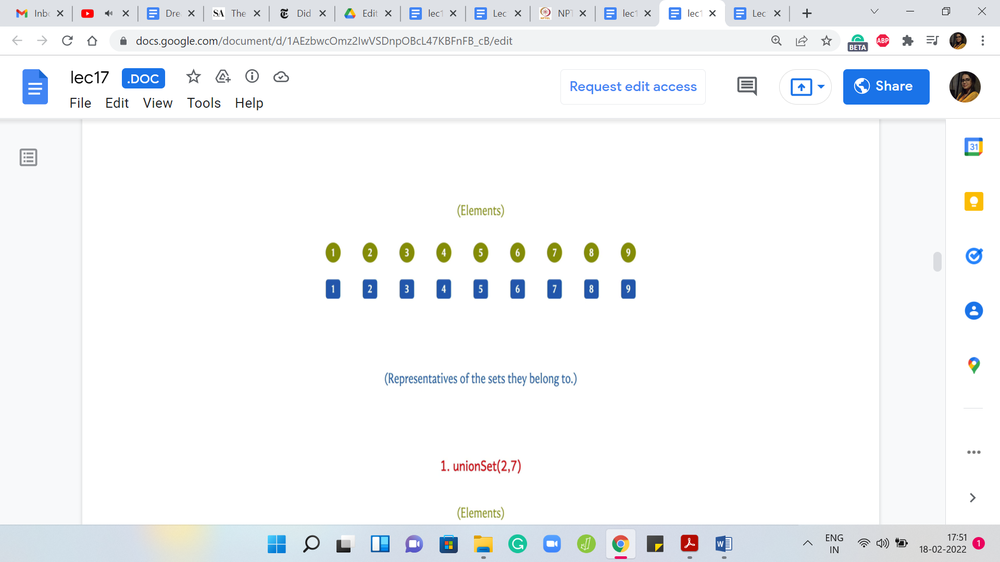 Inbo
Dre
SA The
Did
Edit
lec1
Lec
NPT
lec1
lec1
Lec
docs.google.com/document/d/1AEzbwcOmz2IwVSDnpOBcL47KBFnFB_cB/edit
ABP
BETA
lec17 .DOC
Request edit access
Share
File Edit View Tools Help
31
(Elements)
1 2 3 4 5 6 7 8 9
1 2 3 4 5 6 7 8 9
(Representatives of the sets they belong to.)
1. unionSet(2,7)
(Elements)
ENG
IN
17:51
18-02-2022
1